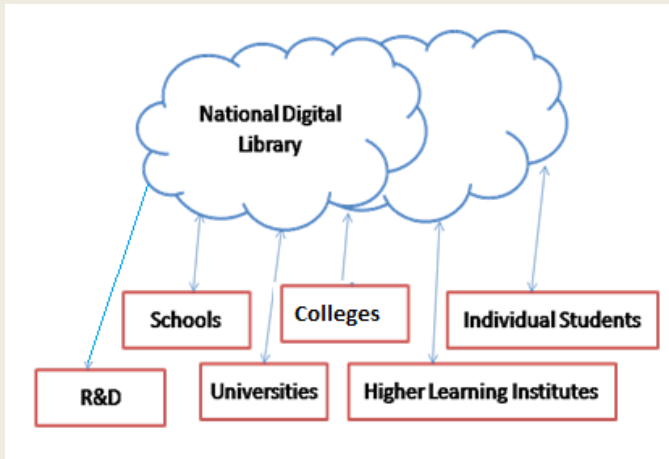 National Digital
Library
Schools
Colleges
Individual Students
R&D
Universities
Higher Learning Institutes